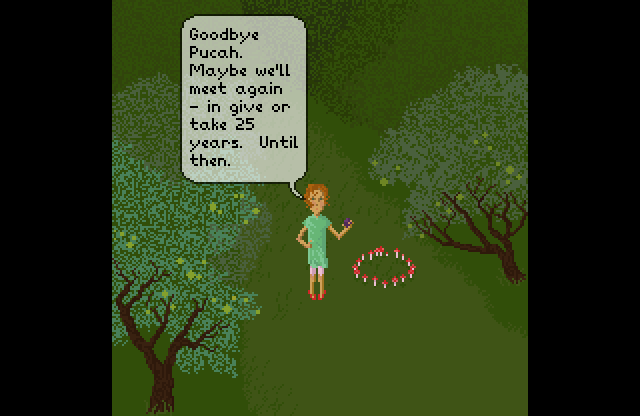 Goodbye
Pucah.
Maybe we'll
meet again
- in give or
take 25
years. Until
then.